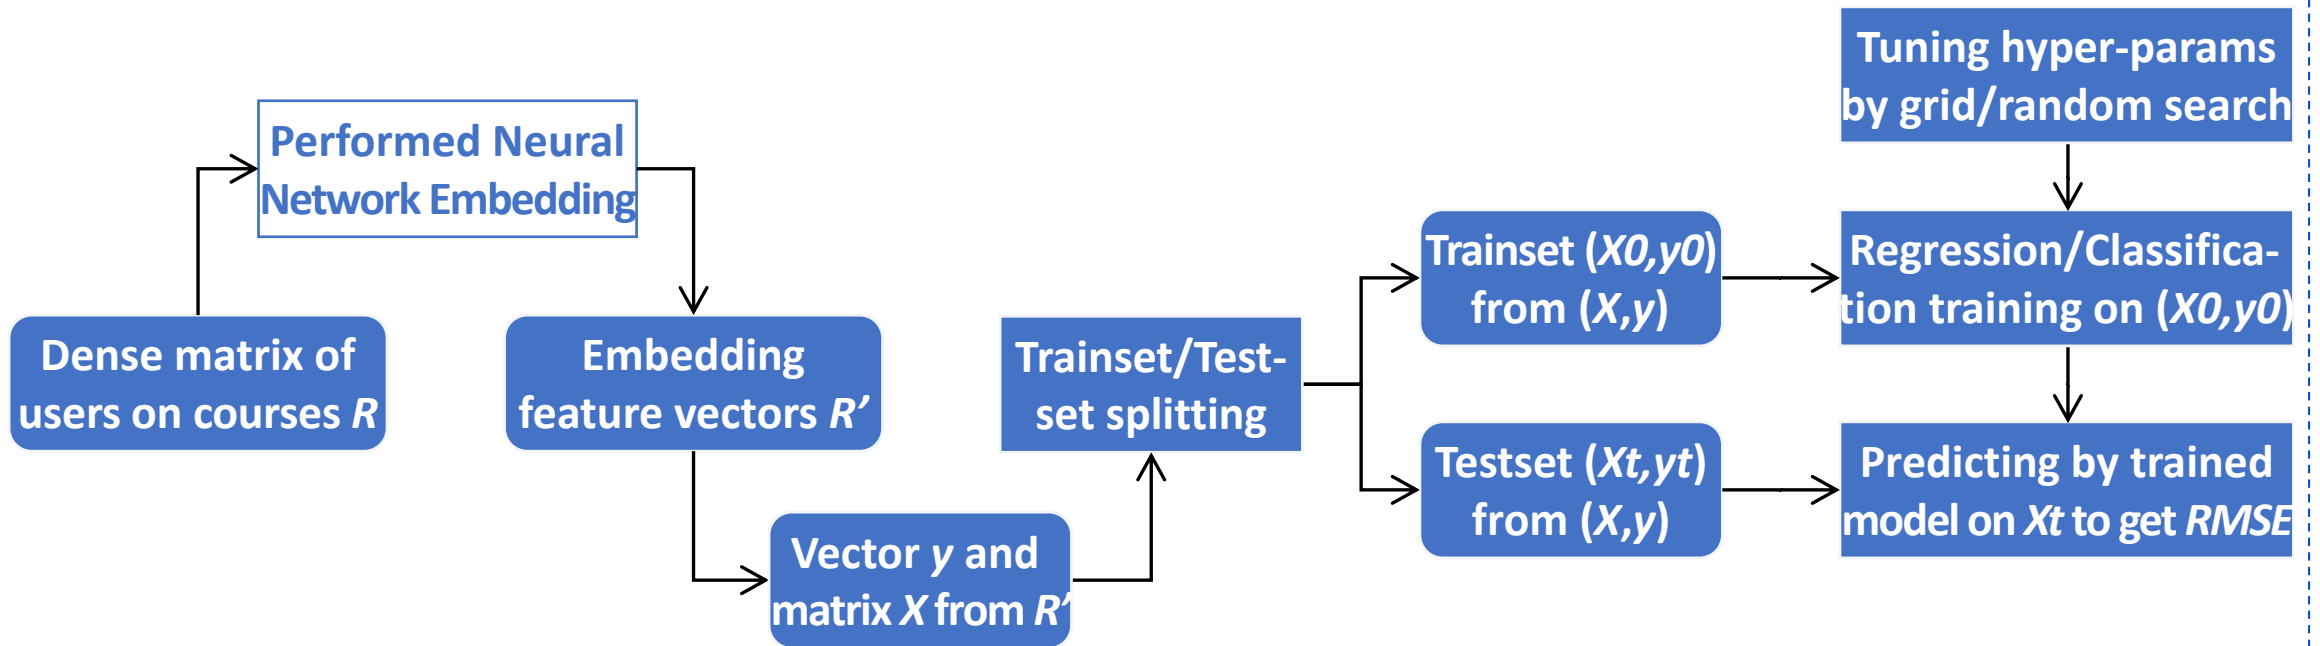 Performed Neural
Network Embedding
Dense matrix of
users on courses R
Embedding
feature vectors R’
Vector y and
matrix X from R’
Trainset/Test-
set splitting
Trainset (X0,y0)
from (X,y)
Testset (Xt,yt)
from (X,y)
Tuning hyper-params
by grid/random search
Regression/Classifica-
tion training on (X0,y0)
Predicting by trained
model on Xt to get RMSE